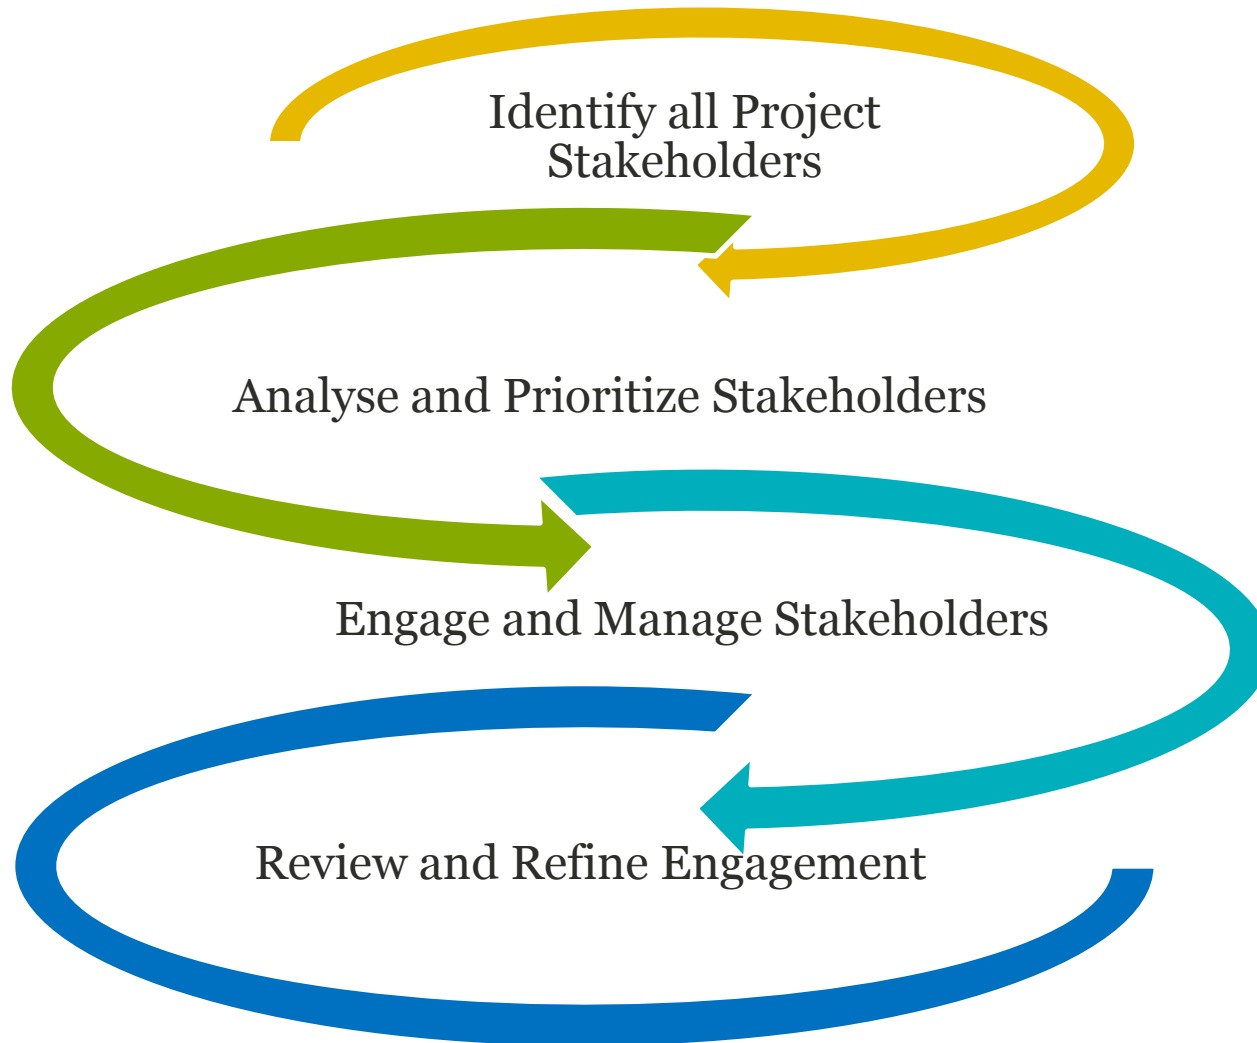 Identify all Project
Stakeholders
Analyse and Prioritize Stakeholders
Engage and Manage Stakeholders
Review and Refine Engagement